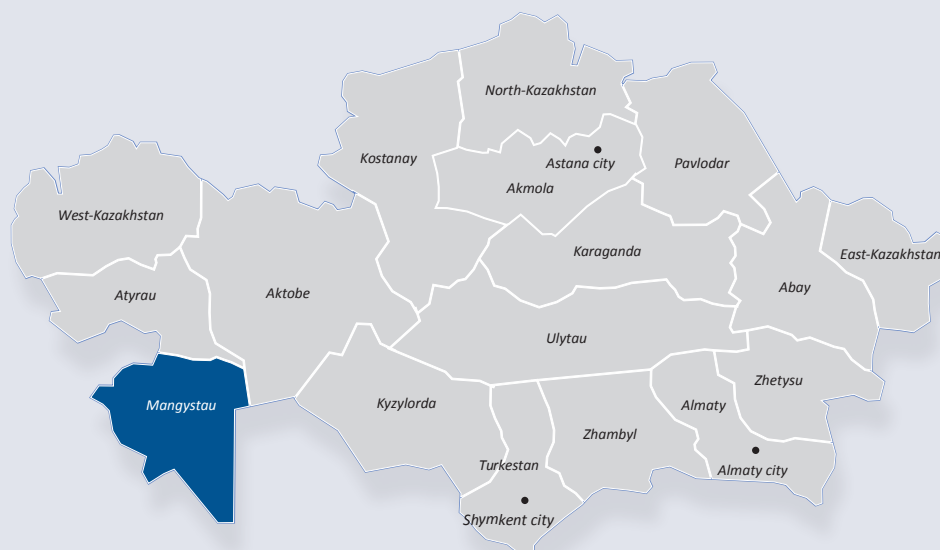 North-Kazakhstan
Kostanay
Astana city
Pavlodar
Akmola
West-Kazakhstan
Karaganda
East-Kazakhstan
Atyrau
Aktobe
Abay
Ulytau
Zhetysu
Mangystau
Kyzylorda
Almaty
Zhambyl
Turkestan
Almaty city
Shymkent city